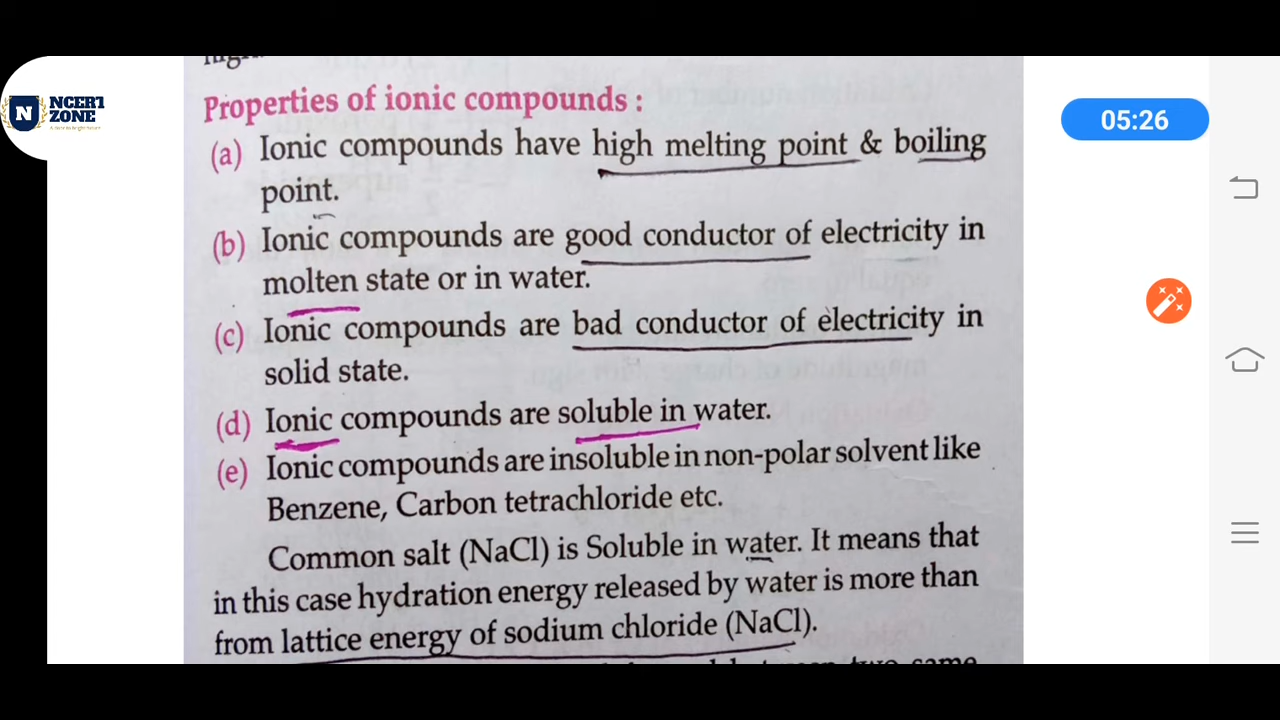 NCERT
ZONE
05:26
Properties of ionic compounds :
(a) Ionic compounds have high melting point & boiling
point.
(b) Ionic compounds are good conductor of electricity in
molten state or in water.
(c) Ionic compounds are bad conductor of electricity in
solid state.
(d) Ionic compounds are soluble in water.
(e) Ionic compounds are insoluble in non-polar solvent like
Benzene, Carbon tetrachloride etc.
Common salt (NaCl) is Soluble in water. It means that
in this case hydration energy released by water is more than
from lattice energy of sodium chloride (NaCl).